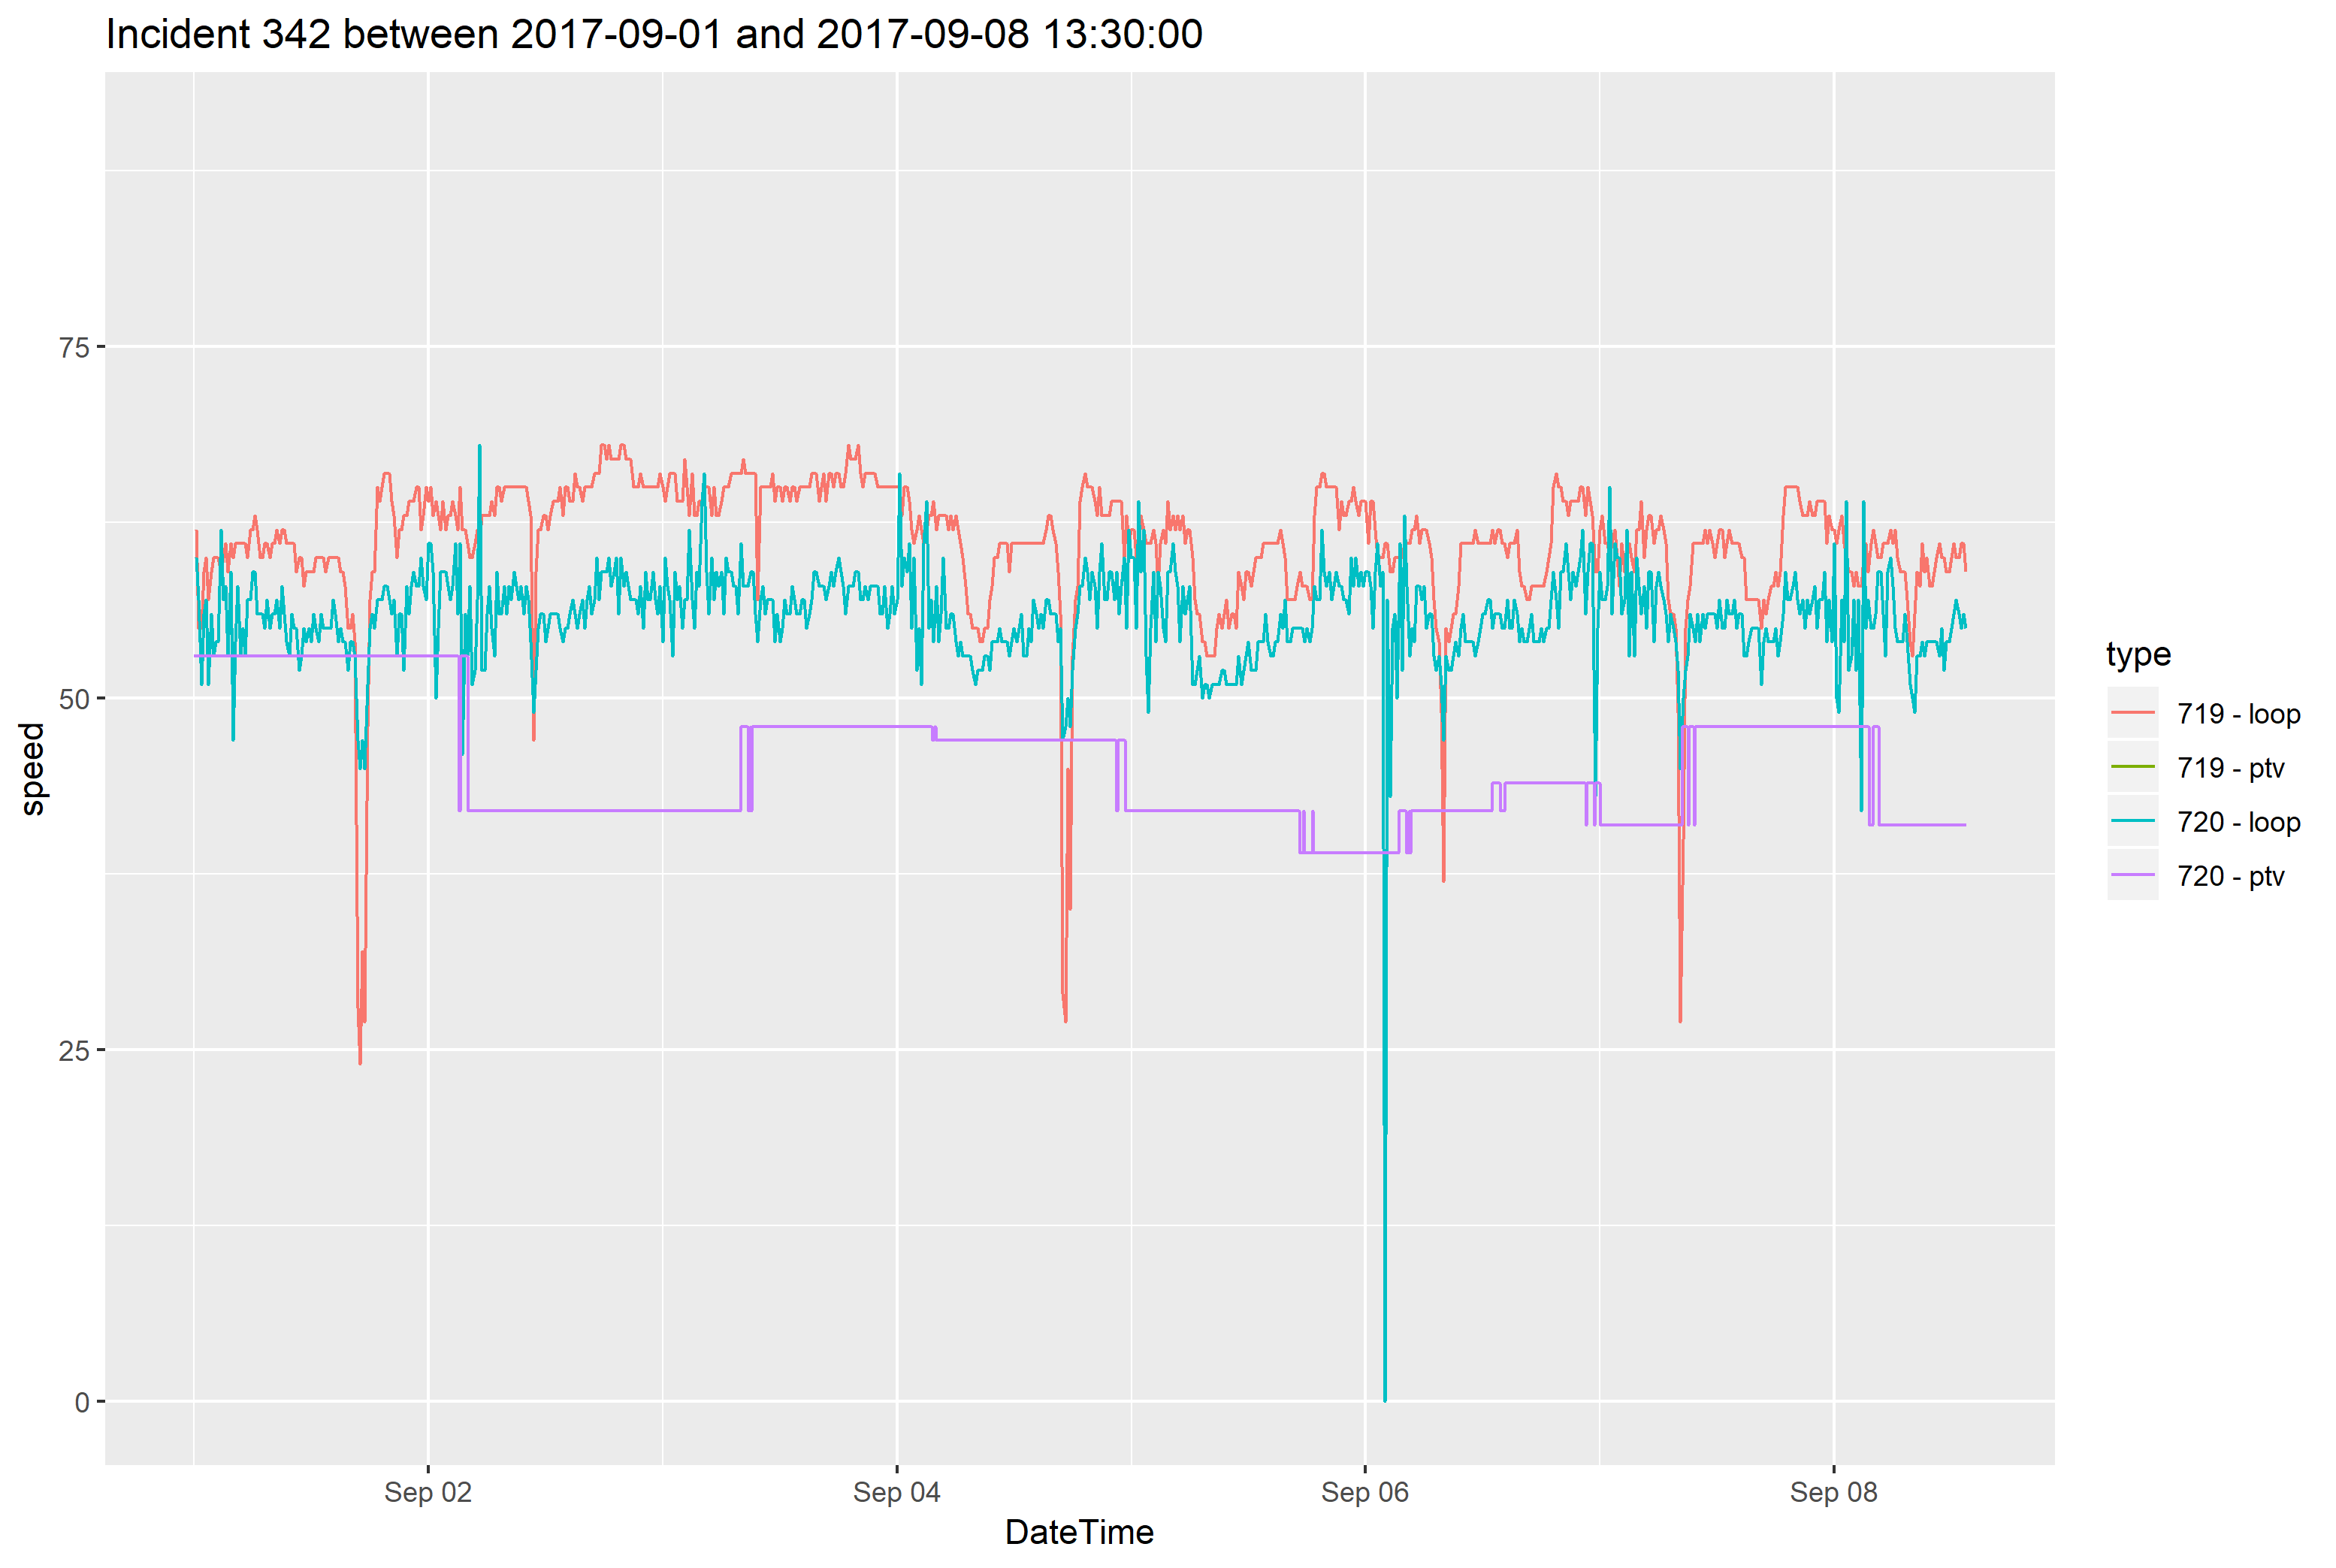 Incident 342 between 2017-09-01 and 2017-09-08 13:30:00
speed
75
50
25
0
Sep 02
Sep 04
Sep 06
Sep 08
DateTime
type
719 - loop
719 - ptv
720 - loop
720 - ptv